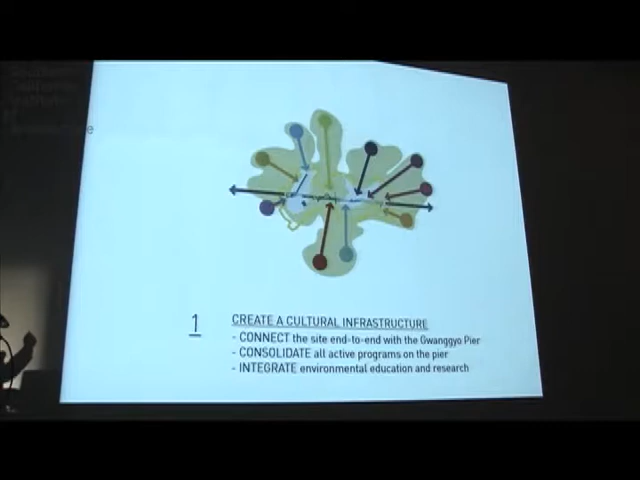 1
CREATE A CULTURAL INFRASTRUCTURE
- CONNECT the site end-to-end with the Gwanggyo Pier
- CONSOLIDATE all active programs on the pier
- INTEGRATE environmental education and research